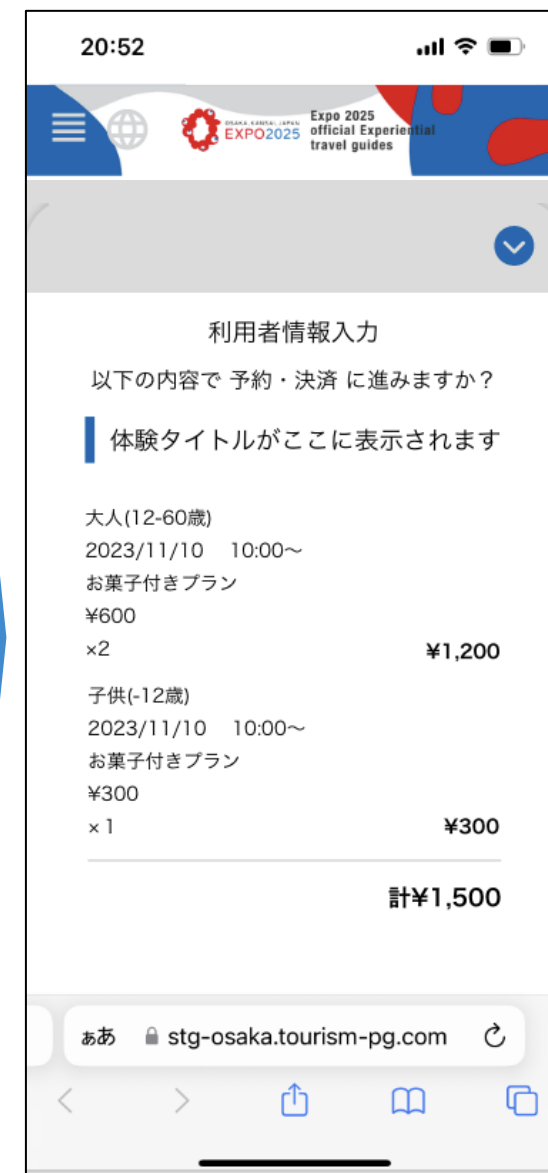 20:52
OSAKA, KANSAI, JAPAN
EXPO2025
Expo 2025
official Experiential
travel guides
利用者情報入力
以下の内容で 予約・決済 に進みますか？
体験タイトルがここに表示されます
大人(12-60歳)
2023/11/10 10:00〜
お菓子付きプラン
¥600
×2 ¥1,200
子供(-12歳)
2023/11/10 10:00〜
お菓子付きプラン
¥300
×1 ¥300
計¥1,500
ぁあ stg-osaka.tourism-pg.com